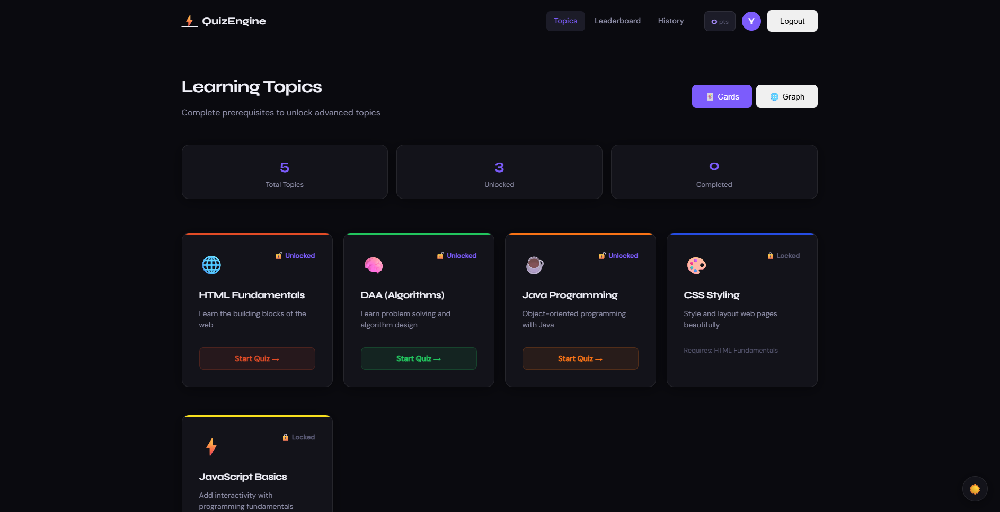 QuizEngine
Topics
Leaderboard
History
0 pts
Y
Logout
Learning Topics
Complete prerequisites to unlock advanced topics
Cards
Graph
5
Total Topics
3
Unlocked
0
Completed
Unlocked
HTML Fundamentals
Learn the building blocks of the
web
Start Quiz →
Unlocked
DAA (Algorithms)
Learn problem solving and
algorithm design
Start Quiz →
Unlocked
Java Programming
Object-oriented programming
with Java
Start Quiz →
Locked
CSS Styling
Style and layout web pages
beautifully
Requires: HTML Fundamentals
Locked
JavaScript Basics
Add interactivity with
programming fundamentals